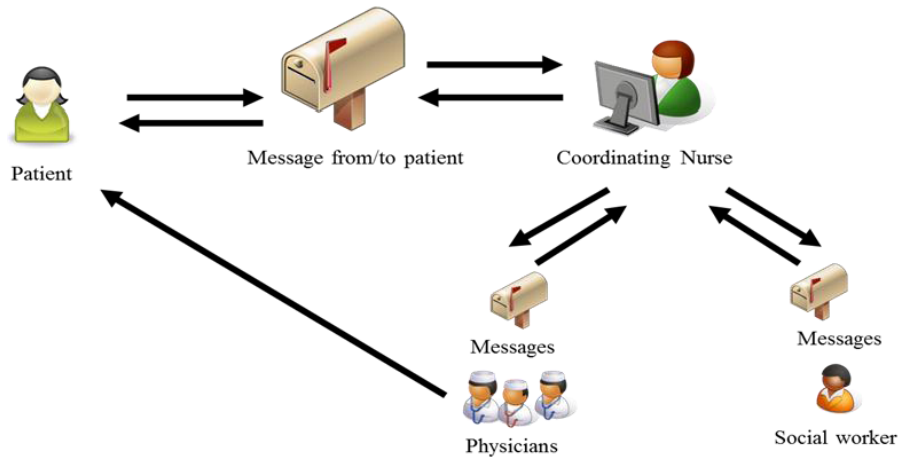 Message from/to patient
Coordinating Nurse
Patient
Messages
Messages
Physicians
Social worker